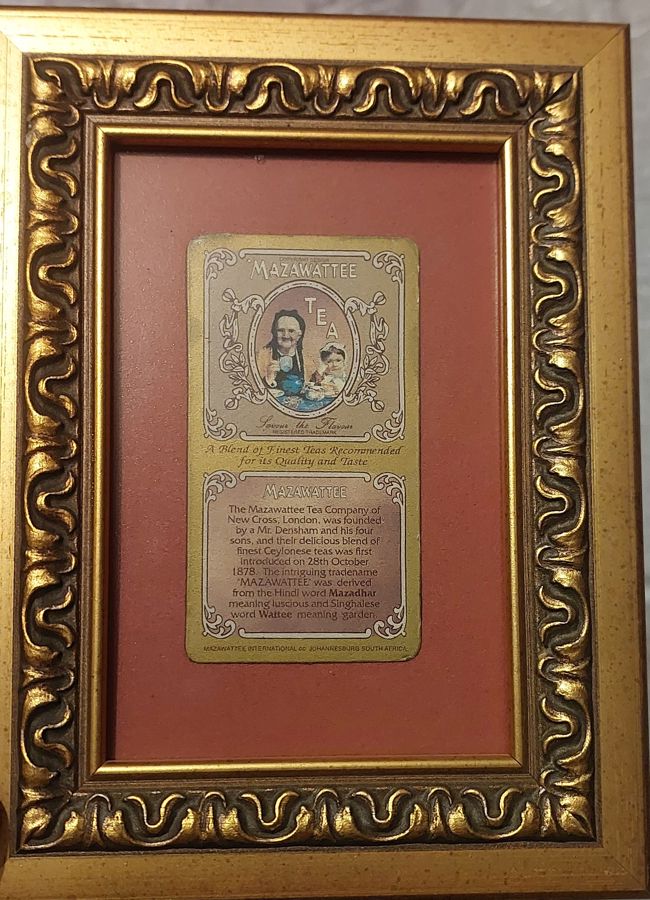 COPYRIGHT DESIGN
MAZAWATTEE
TEA
Savour the Flavour
REGISTERED TRADEMARK
A Blend of Finest Teas Recommended
for its Quality and Taste
MAZAWATTEE
The Mazawattee Tea Company of
New Cross, London, was founded
by a Mr. Densham and his four
sons, and their delicious blend of
finest Ceylonese teas was first
introduced on 28th October
1878. The intriguing tradename
"MAZAWATTEE" was derived
from the Hindi word Mazadhar
meaning luscious and Singhalese
word Wattee meaning garden.
MAZAWATTEE INTERNATIONAL cc JOHANNESBURG SOUTH AFRICA.